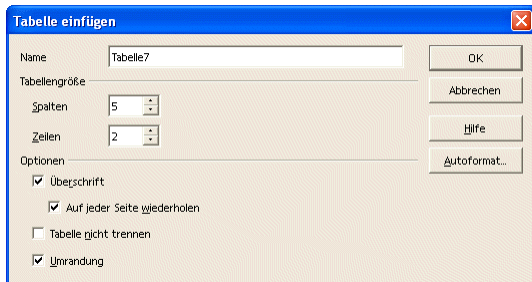 Tabelle einfügen
Name
Tabelle7
OK
Tabellengröße
Abbrechen
Spalten
5
Zeilen
2
Hilfe
Optionen
Autoformat...
Überschrift
Auf jeder Seite wiederholen
Tabelle nicht trennen
Umrandung